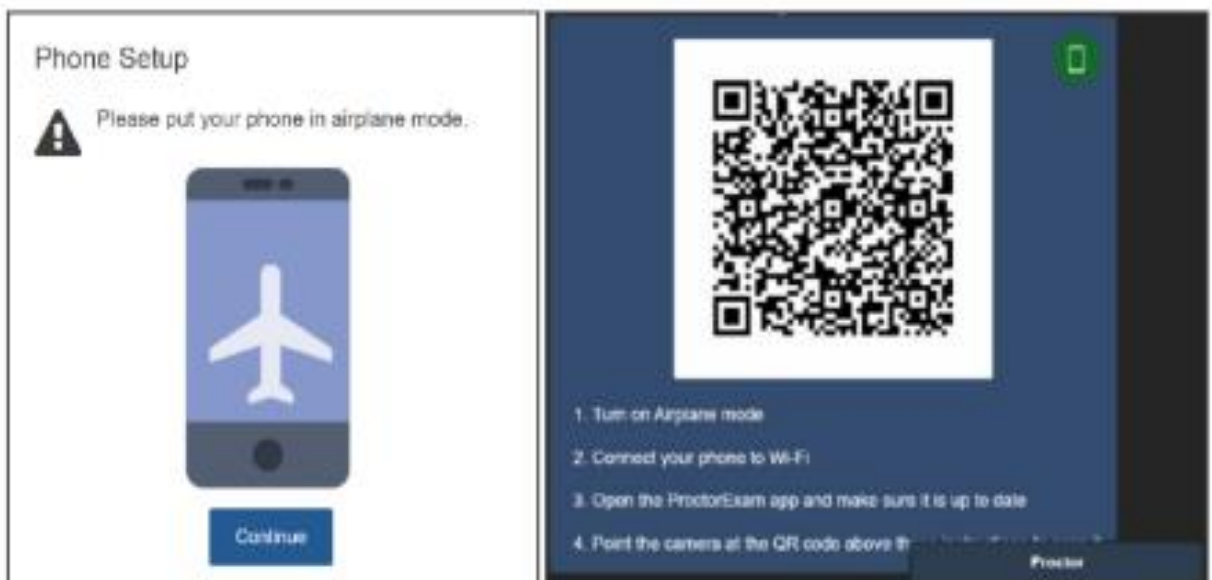 Phone Setup
Please put your phone in airplane mode.
Continue
1. Turn on Airplane mode
2. Connect your phone to Wi-Fi
3. Open the ProctorExam app and make sure it is up to date
4. Point the camera at the QR code above
Proctor